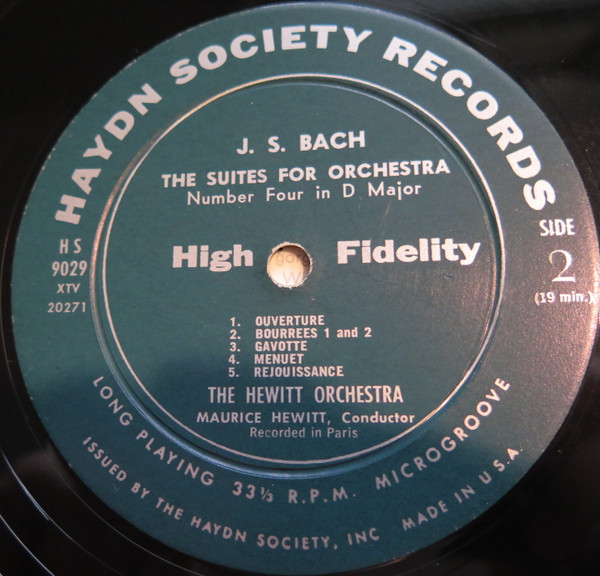 HAYDN SOCIETY RECORDS
J. S. BACH
THE SUITES FOR ORCHESTRA
Number Four in D Major
High Fidelity
HS
9029
XTV
20271
SIDE
2
(19 min.)
1. OUVERTURE
2. BOURREES 1 and 2
3. GAVOTTE
4. MENUET
5. REJOUISSANCE
THE HEWITT ORCHESTRA
MAURICE HEWITT, Conductor
Recorded in Paris
LONG PLAYING 33⅓ R.P.M. MICROGROOVE
ISSUED BY THE HAYDN SOCIETY, INC MADE IN U.S.A.